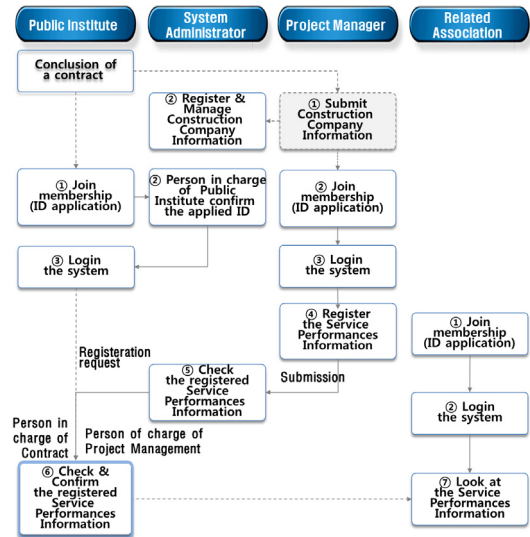 Public Institute
System
Administrator
Project Manager
Related
Association
Conclusion of
a contract
② Register &
Manage
Construction
Company
Information
① Submit
Construction
Company
Information
① Join
membership
(ID application)
② Person in charge
of Public
Institute confirm
the applied ID
② Join
membership
(ID application)
③ Login
the system
③ Login
the system
④ Register
the Service
Performances
Information
① Join
membership
(ID application)
Registeration
request
⑤ Check
the registered
Service
Performances
Information
Submission
② Login
the system
Person in
charge of
Contract
Person of charge of
Project Management
⑥ Check &
Confirm
the registered
Service
Performances
Information
⑦ Look at
the Service
Performances
Information